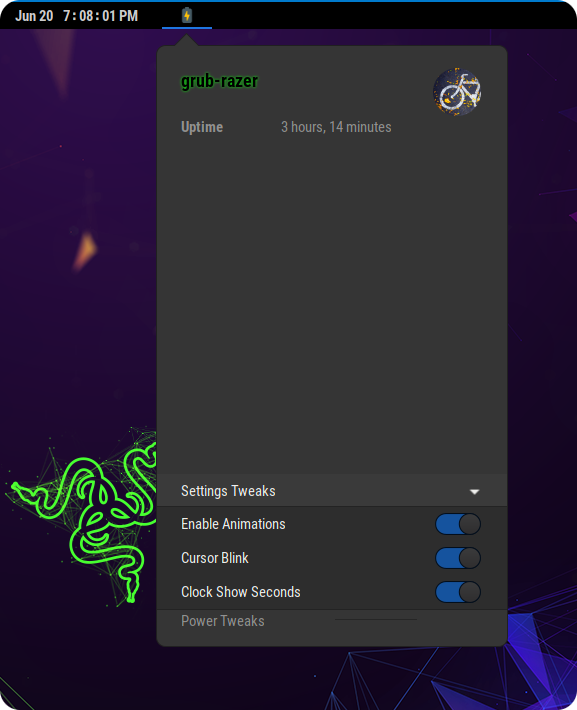 Jun 20 7:08:01 PM
grub-razer
Uptime 3 hours, 14 minutes
Settings Tweaks
Enable Animations
Cursor Blink
Clock Show Seconds
Power Tweaks